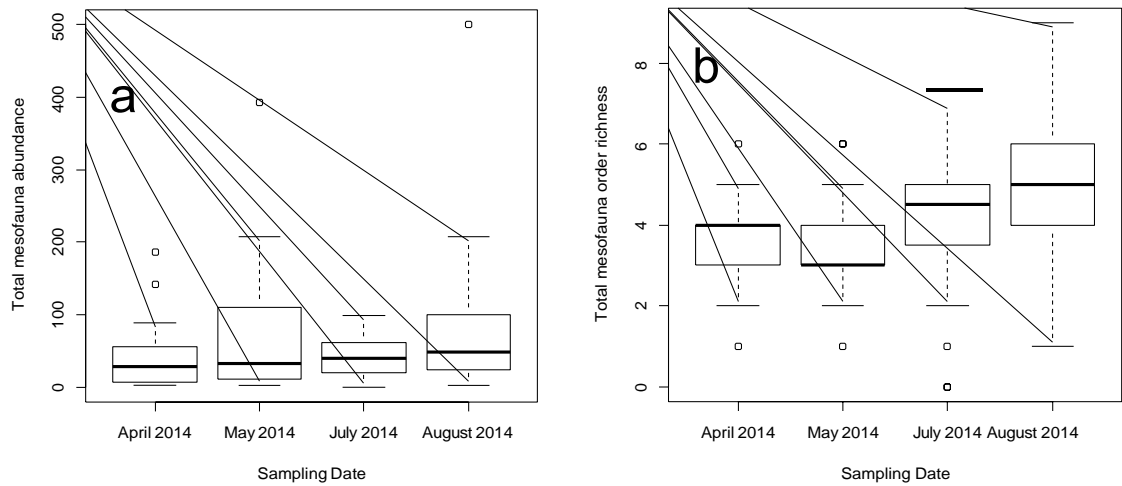 a
Total mesofauna abundance
500
400
300
200
100
0
April 2014 May 2014 July 2014 August 2014
Sampling Date
b
Total mesofauna order richness
8
6
4
2
0
April 2014 May 2014 July 2014 August 2014
Sampling Date